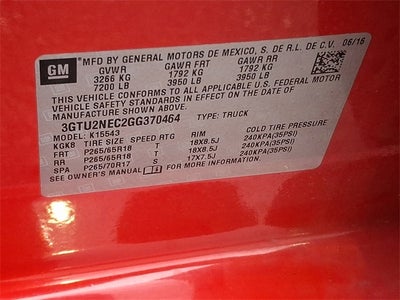 GM
MFD BY GENERAL MOTORS DE MEXICO, S. DE R.L. DE C.V. 06/16
GVWR GAWR FRT GAWR RR
3266 KG 1792 KG 1792 KG
7200 LB 3950 LB 3950 LB
THIS VEHICLE CONFORMS TO ALL APPLICABLE U.S. FEDERAL MOTOR
VEHICLE SAFETY STANDARDS IN EFFECT ON THE DATE OF
MANUFACTURE SHOWN ABOVE.
3GTU2NEC2GG370464 TYPE: TRUCK
MODEL: K15543
KGK8 TIRE SIZE SPEED RTG RIM COLD TIRE PRESSURE
FRT P265/65R18 T 18X8.5J 240KPA(35PSI)
RR P265/65R18 T 18X8.5J 240KPA(35PSI)
SPA P265/70R17 S 17X7.5J 240KPA(35PSI)
SEE OWNER'S MANUAL FOR MORE INFORMATION.